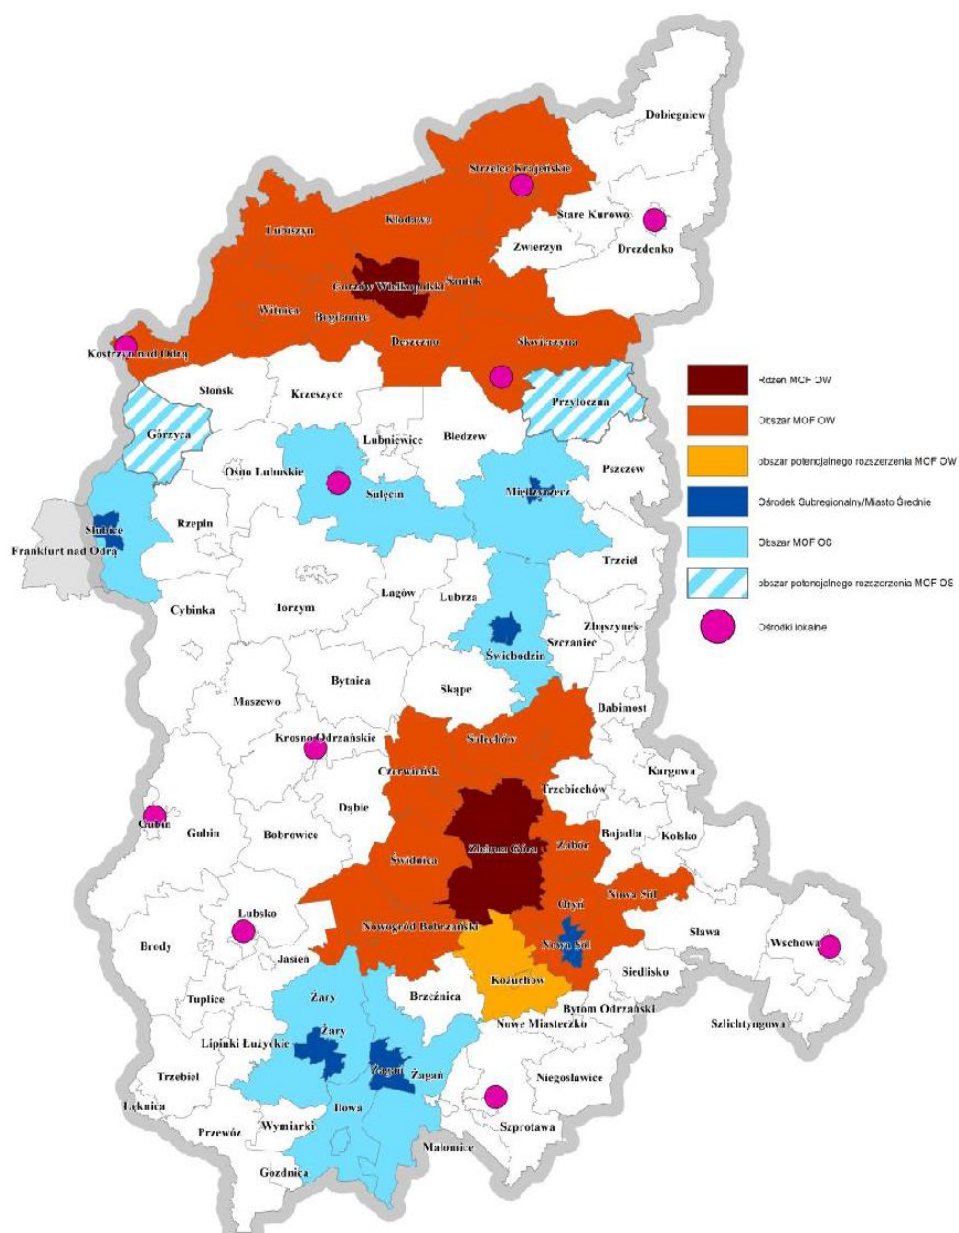 Dobiegniew
Strzelce Krajeńskie
Stare Kurowo
Kłodawa
Lubiszyn
Zwierzyn
Drezdenko
Santok
Gorzów Wielkopolski
Witnica
Bogdaniec
Deszczno
Skwierzyna
Kostrzyn nad Odrą
Słońsk
Krzeszyce
Przytoczna
Górzyca
Lubniewice
Bledzew
Ośno Lubuskie
Pszczew
Sulęcin
Międzyrzecz
Słubice
Rzepin
Frankfurt nad Odrą
Trzciel
Cybinka
Torzym
Łagów
Lubrza
Zbąszynek
Szczaniec
Świebodzin
Bytnica
Skąpe
Maszewo
Babimost
Krosno Odrzańskie
Sulechów
Czerwieńsk
Kargowa
Trzebiechów
Dąbie
Gubin
Gubin
Bobrowice
Bojadła
Kolsko
Zielona Góra
Zabór
Świdnica
Nowa Sól
Otyń
Lubsko
Nowogród Bobrzański
Sława
Brody
Nowa Sól
Wschowa
Jasień
Siedlisko
Kożuchów
Tuplice
Żary
Brzeźnica
Bytom Odrzański
Nowe Miasteczko
Szlichtyngowa
Żary
Lipinki Łużyckie
Żagań
Żagań
Trzebiel
Niegosławice
Łęknica
Iłowa
Przewóz
Wymiarki
Szprotawa
Małomice
Gozdnica
Rdzeń MOF OW
Obszar MOF OW
obszar potencjalnego rozszerzenia MOF OW
Ośrodek Subregionalny/Miasto Średnie
Obszar MOF OS
obszar potencjalnego rozszerzenia MOF OS
Ośrodki lokalne